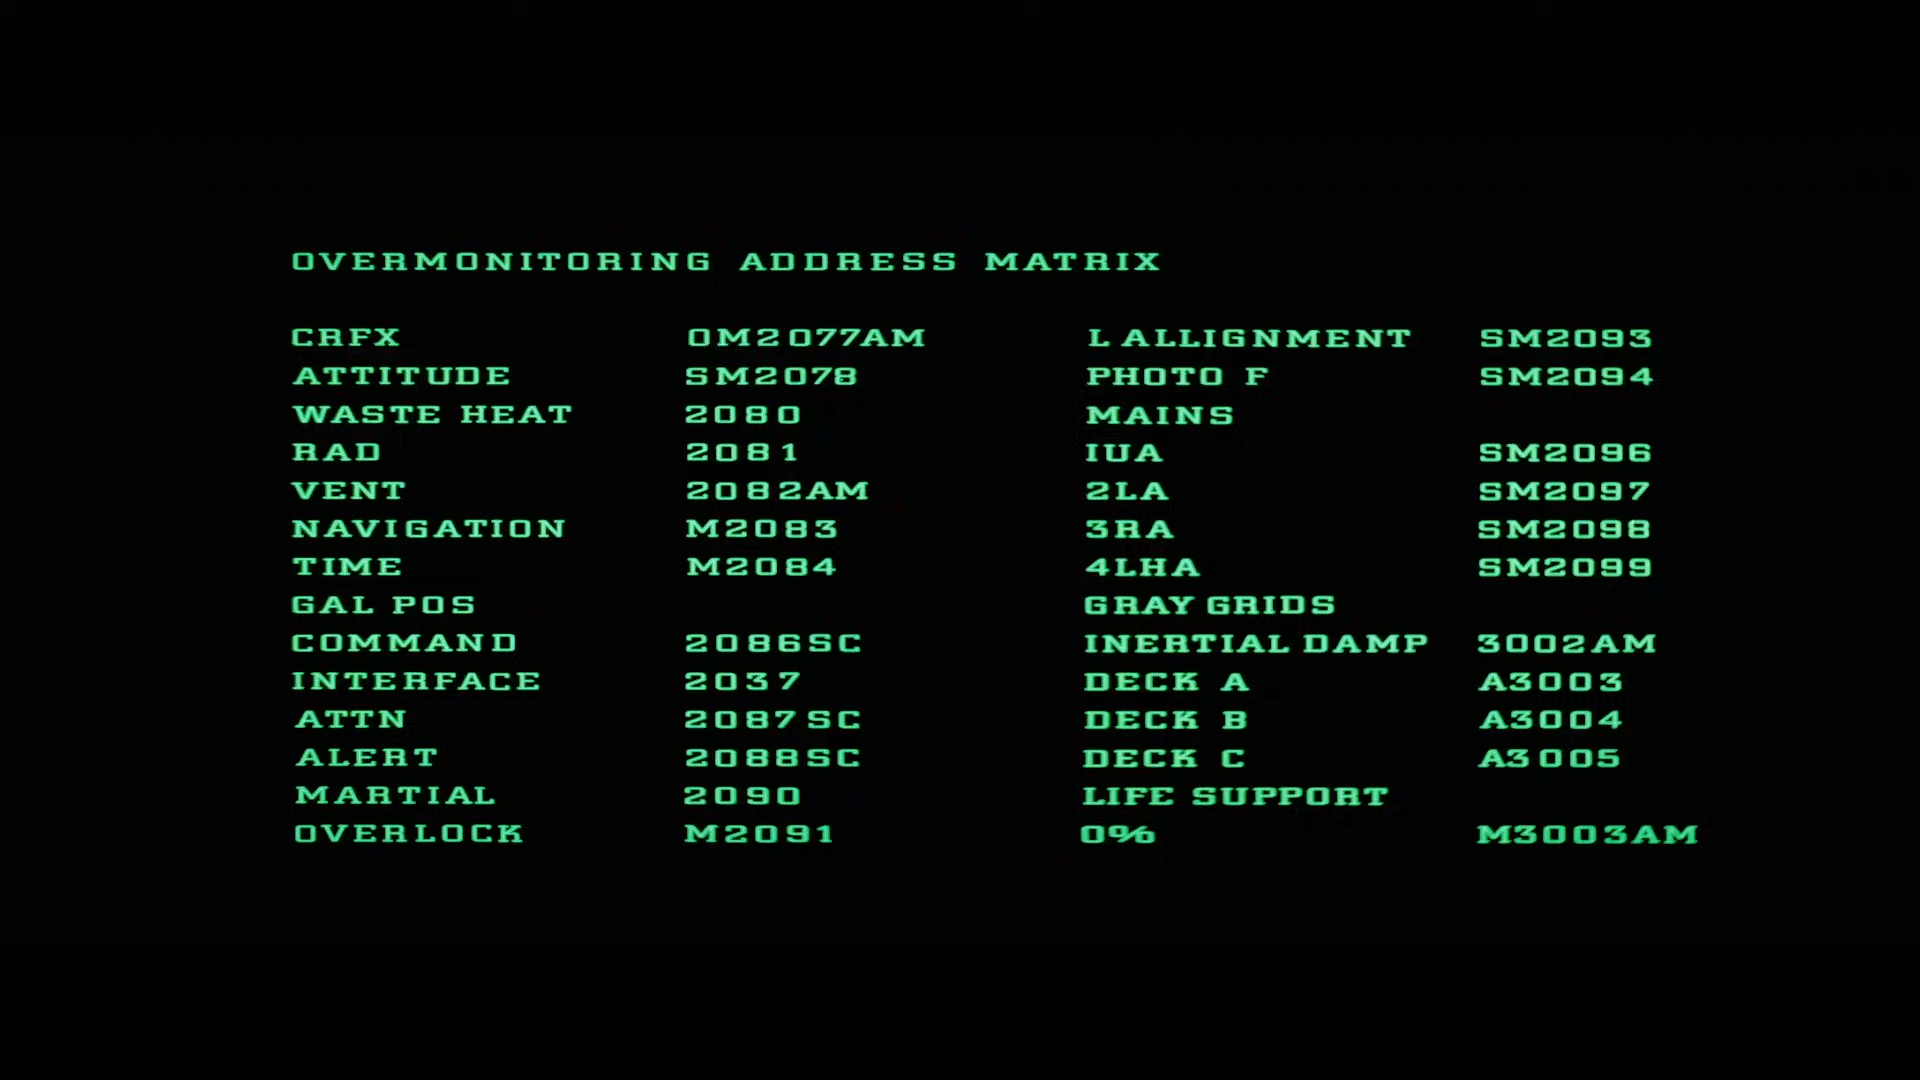 OVERMONITORING ADDRESS MATRIX
CRFX 0M2077AM L ALLIGNMENT SM2093
ATTITUDE SM2078 PHOTO F SM2094
WASTE HEAT 2080 MAINS
RAD 2081 IUA SM2096
VENT 2082AM 2LA SM2097
NAVIGATION M2083 3RA SM2098
TIME M2084 4LHA SM2099
GAL POS GRAY GRIDS
COMMAND 2086SC INERTIAL DAMP 3002AM
INTERFACE 2037 DECK A A3003
ATTN 2087SC DECK B A3004
ALERT 2088SC DECK C A3005
MARTIAL 2090 LIFE SUPPORT
OVERLOCK M2091 0% M3003AM